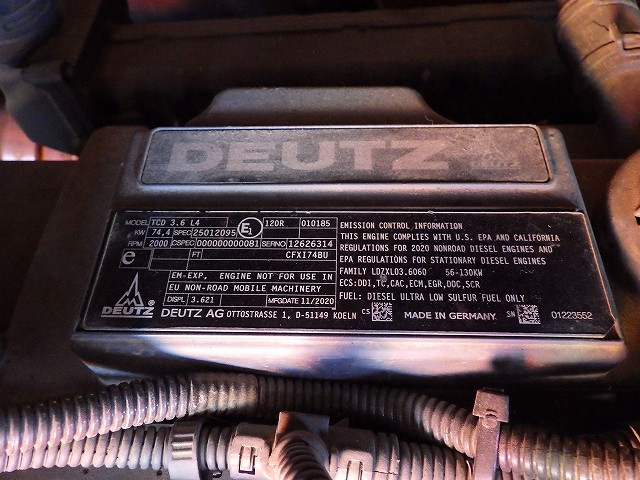 DEUTZ
MODEL TCD 3.6 L4
KW 74,4 SPEC 25012095 E1 120R 010185
RPM 2000 CSPEC 000000000081 SERNO 12626314
e FT CFXI74BU
EM-EXP, ENGINE NOT FOR USE IN
EU NON-ROAD MOBILE MACHINERY
DISPL 3.621 MFGDATE 11/2020
DEUTZ
DEUTZ AG OTTOSTRASSE 1, D-51149 KOELN CS MADE IN GERMANY SN 01223552
EMISSION CONTROL INFORMATION
THIS ENGINE COMPLIES WITH U.S. EPA AND CALIFORNIA
REGULATIONS FOR 2020 NONROAD DIESEL ENGINES AND
EPA REGULATIONS FOR STATIONARY DIESEL ENGINES
FAMILY LDZXL03.6060 56-130KW
ECS:DDI,TC,CAC,ECM,EGR,DOC,SCR
FUEL: DIESEL ULTRA LOW SULFUR FUEL ONLY